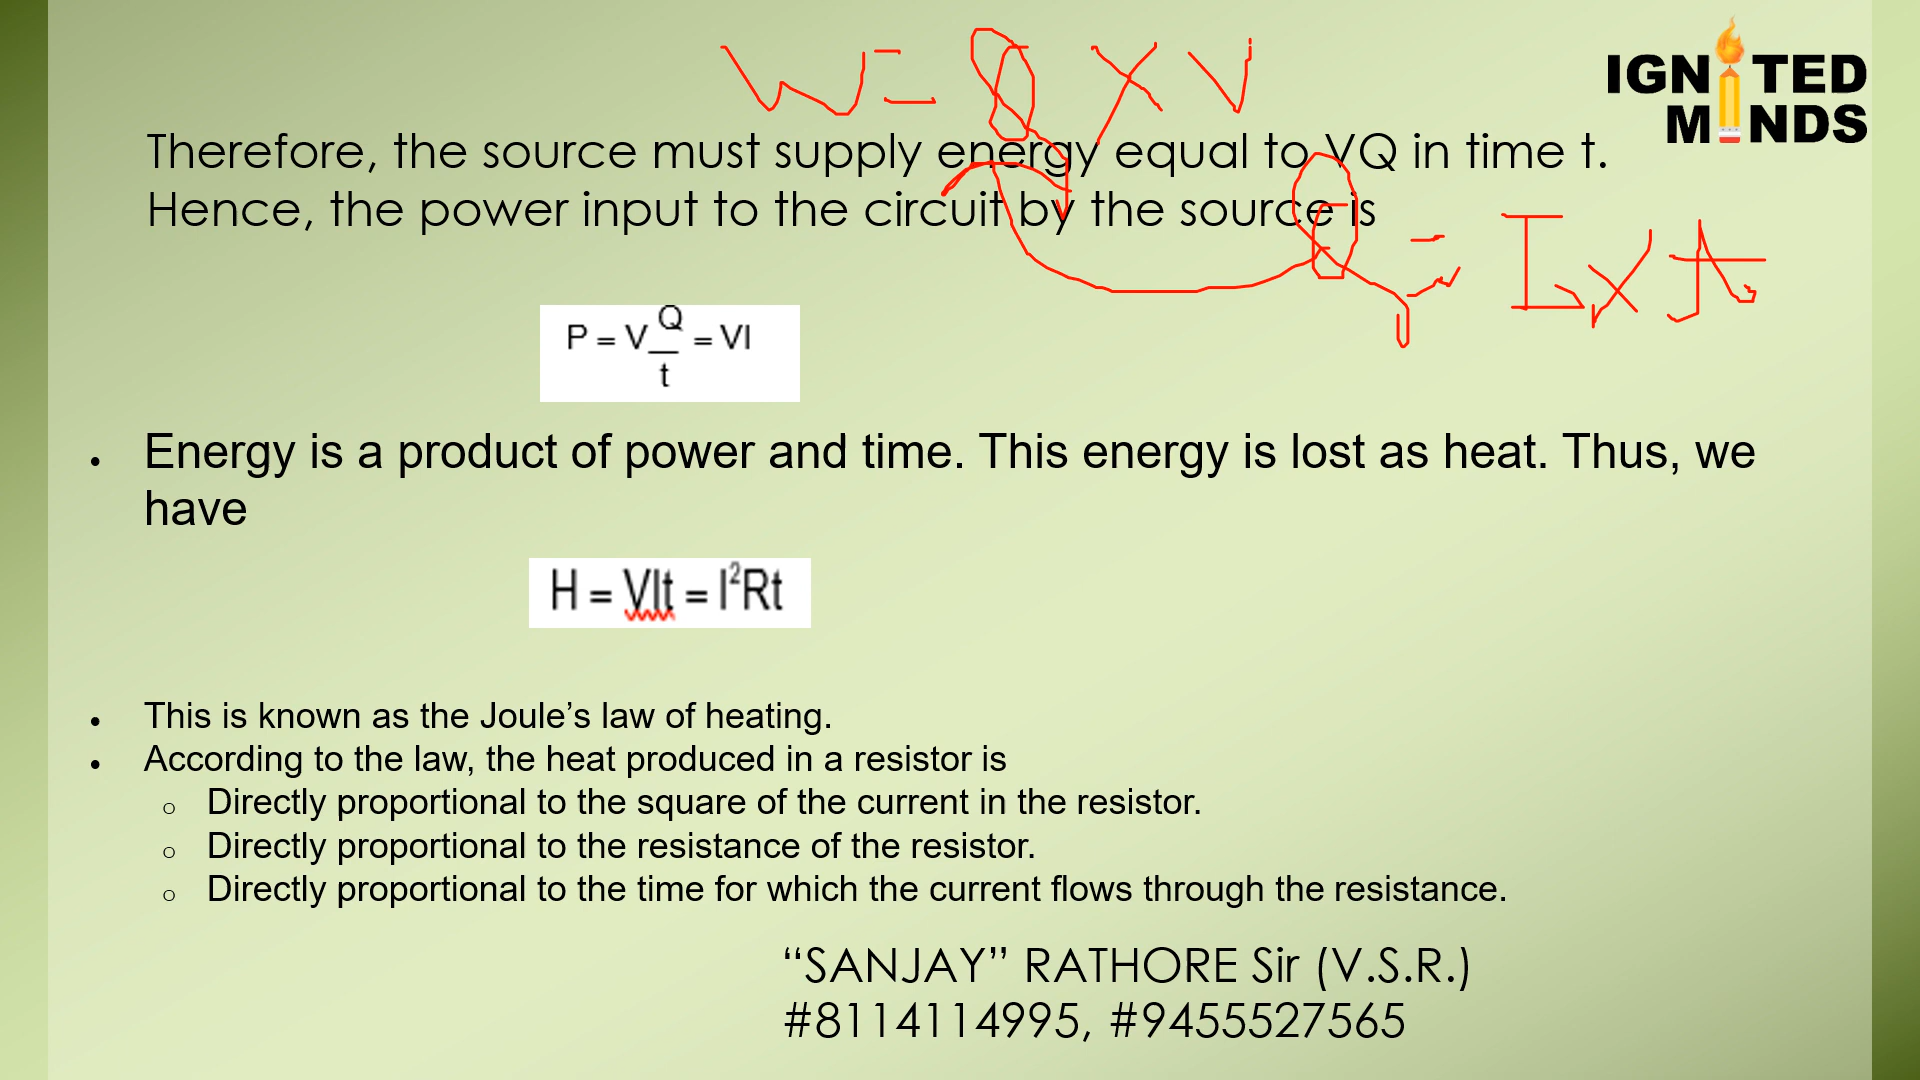 W = Q X V
IGNITED
MINDS
Therefore, the source must supply energy equal to VQ in time t.
Hence, the power input to the circuit by the source is
Q = I x t
P = V Q/t = VI
• Energy is a product of power and time. This energy is lost as heat. Thus, we
have
H = VIt = I²Rt
• This is known as the Joule’s law of heating.
• According to the law, the heat produced in a resistor is
o Directly proportional to the square of the current in the resistor.
o Directly proportional to the resistance of the resistor.
o Directly proportional to the time for which the current flows through the resistance.
“SANJAY” RATHORE Sir (V.S.R.)
#8114114995, #9455527565